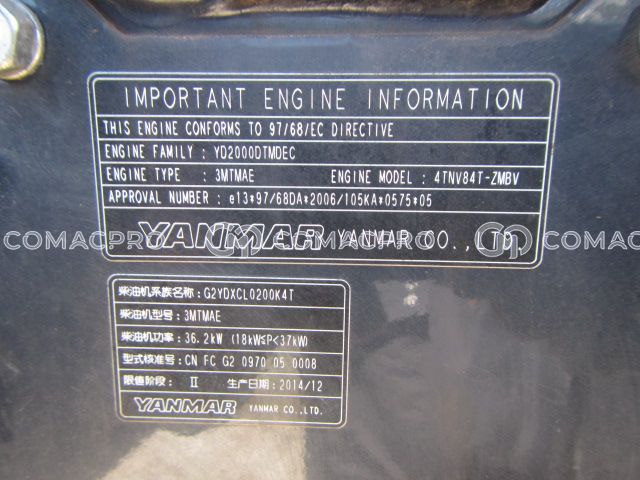 IMPORTANT ENGINE INFORMATION
THIS ENGINE CONFORMS TO 97/68/EC DIRECTIVE
ENGINE FAMILY : YD2000DTMDEC
ENGINE TYPE : 3MTMAE ENGINE MODEL : 4TNV84T-ZMBV
APPROVAL NUMBER : e13*97/68DA*2006/105KA*0575*05
YANMAR YANMAR CO.,LTD.
COMACPRO COMACPRO COMACPRO
柴油机系族名称: G2YDXCL0200K4T
柴油机型号: 3MTMAE
柴油机功率: 36.2kW (18kW≤P<37kW)
型式核准号: CN FC G2 0970 05 0008
限值阶段: Ⅱ 生产日期: 2014/12
YANMAR YANMAR CO.,LTD.